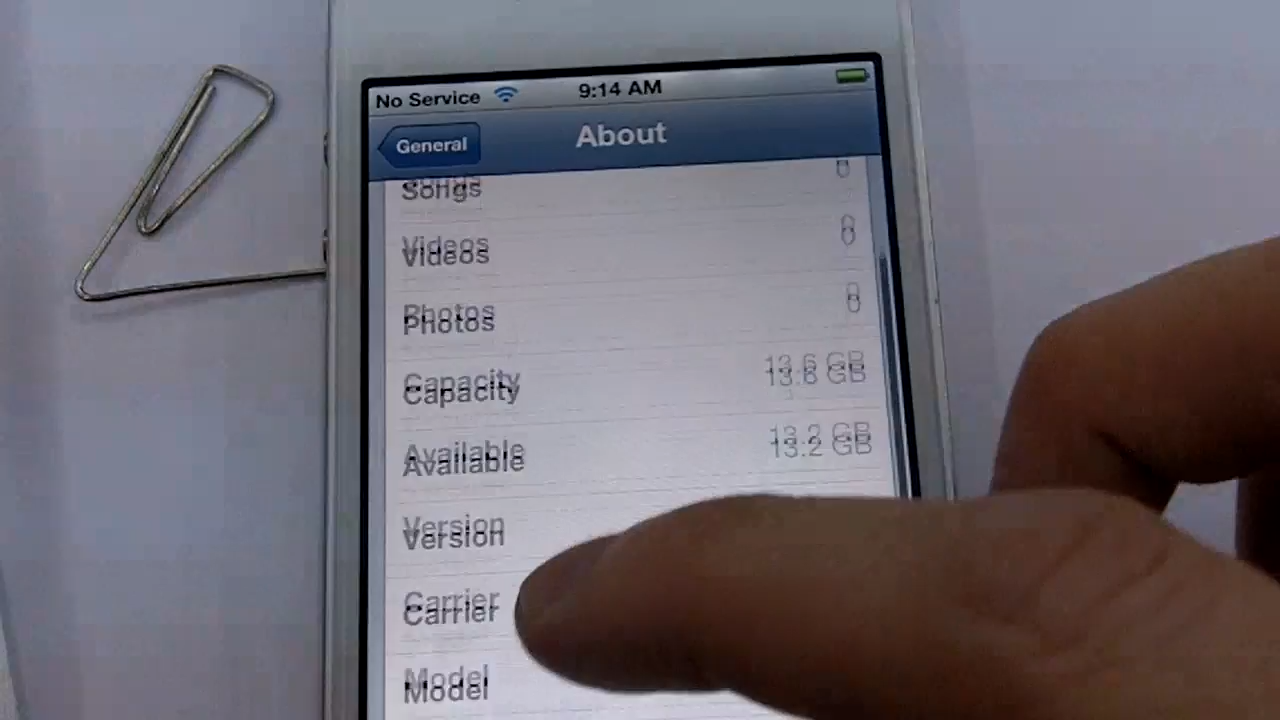 No Service 9:14 AM
General About
Songs 0
Videos 0
Photos 0
Capacity 13.6 GB
Available 13.2 GB
Version
Carrier
Model